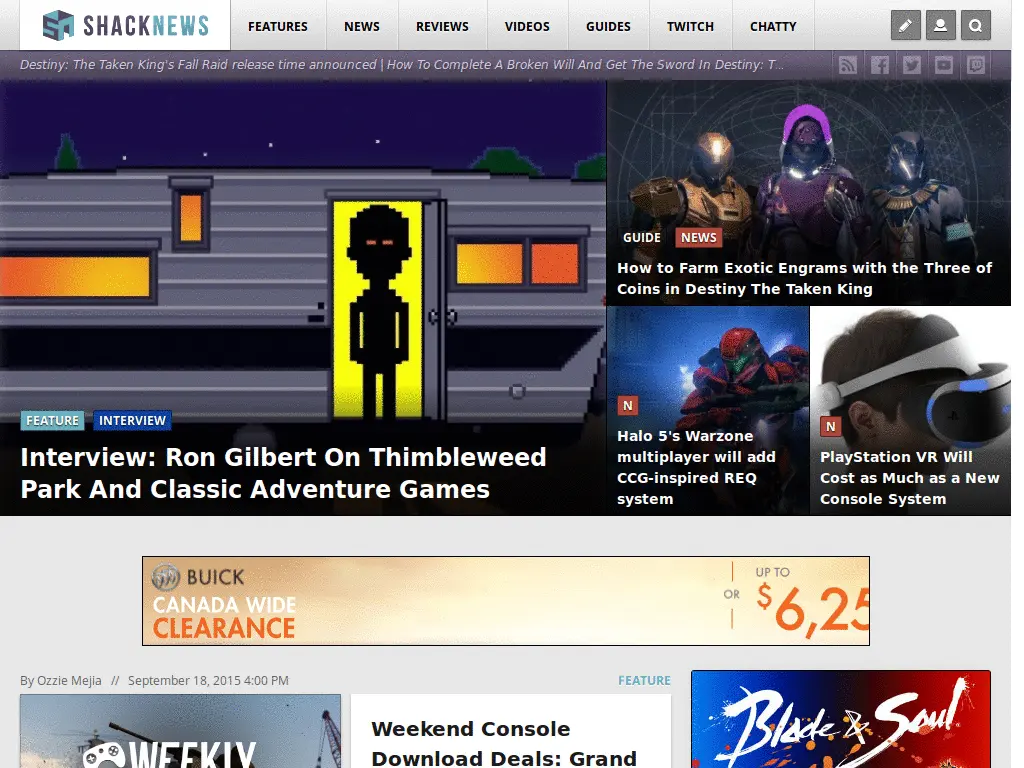 SHACKNEWS
FEATURES NEWS REVIEWS VIDEOS GUIDES TWITCH CHATTY
Destiny: The Taken King's Fall Raid release time announced | How To Complete A Broken Will And Get The Sword In Destiny: T...
FEATURE INTERVIEW
Interview: Ron Gilbert On Thimbleweed
Park And Classic Adventure Games
GUIDE NEWS
How to Farm Exotic Engrams with the Three of
Coins in Destiny The Taken King
N
Halo 5's Warzone
multiplayer will add
CCG-inspired REQ
system
N
PlayStation VR Will
Cost as Much as a New
Console System
BUICK
CANADA WIDE
CLEARANCE
OR
UP TO
$6,25
By Ozzie Mejia // September 18, 2015 4:00 PM
FEATURE
WEEKLY
Weekend Console
Download Deals: Grand
Blade & Soul